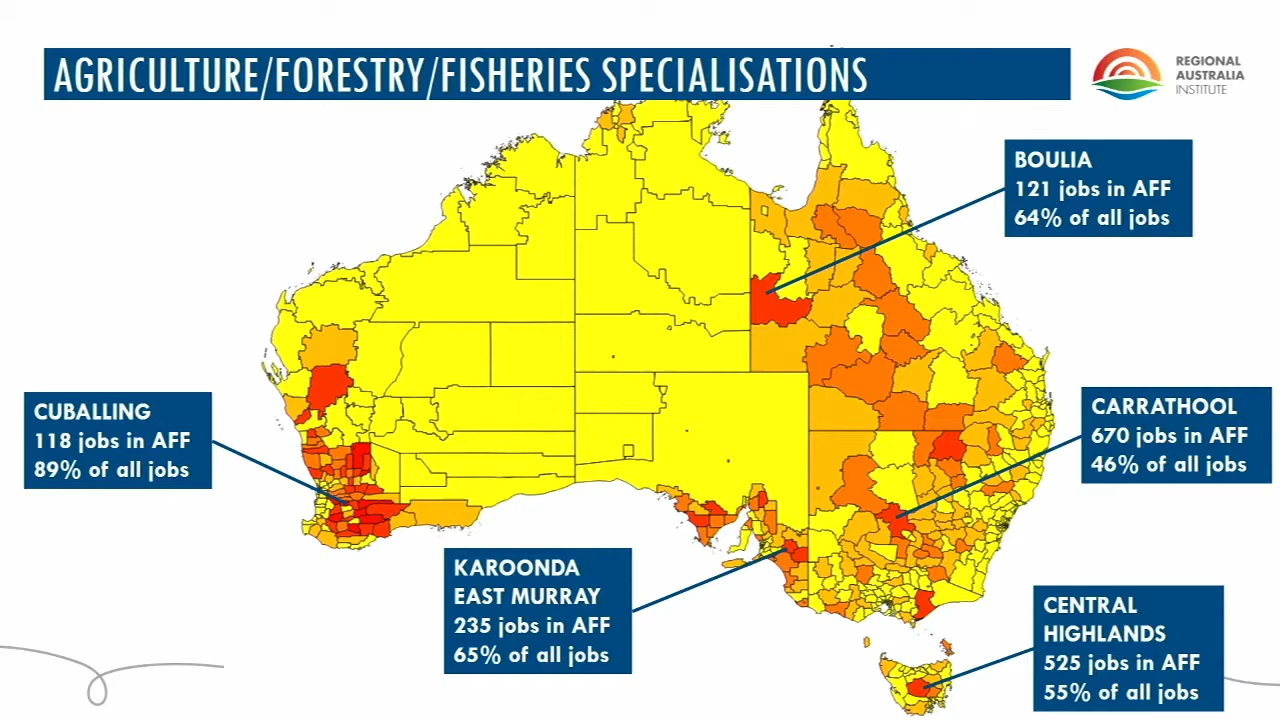 AGRICULTURE/FORESTRY/FISHERIES SPECIALISATIONS
REGIONAL
AUSTRALIA
INSTITUTE
BOULIA
121 jobs in AFF
64% of all jobs
CUBALLING
118 jobs in AFF
89% of all jobs
CARRATHOOL
670 jobs in AFF
46% of all jobs
KAROONDA
EAST MURRAY
235 jobs in AFF
65% of all jobs
CENTRAL
HIGHLANDS
525 jobs in AFF
55% of all jobs